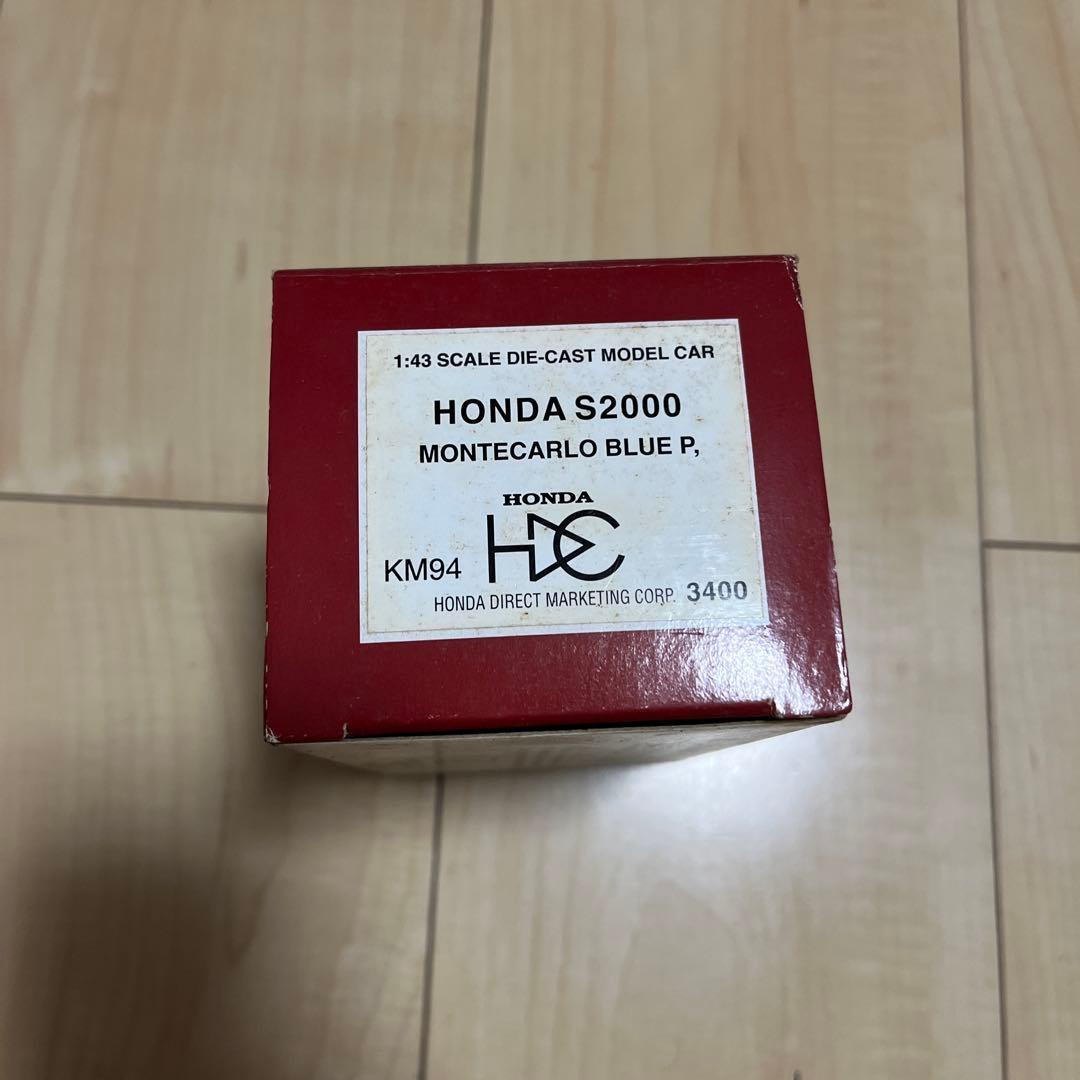 1:43 SCALE DIE-CAST MODEL CAR
HONDA S2000
MONTECARLO BLUE P,
HONDA
HDC
KM94
HONDA DIRECT MARKETING CORP. 3400